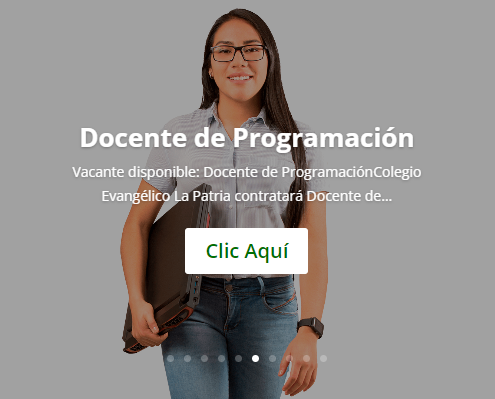 Docente de Programación
Vacante disponible: Docente de ProgramaciónColegio
Evangélico La Patria contratará Docente de...
Clic Aquí